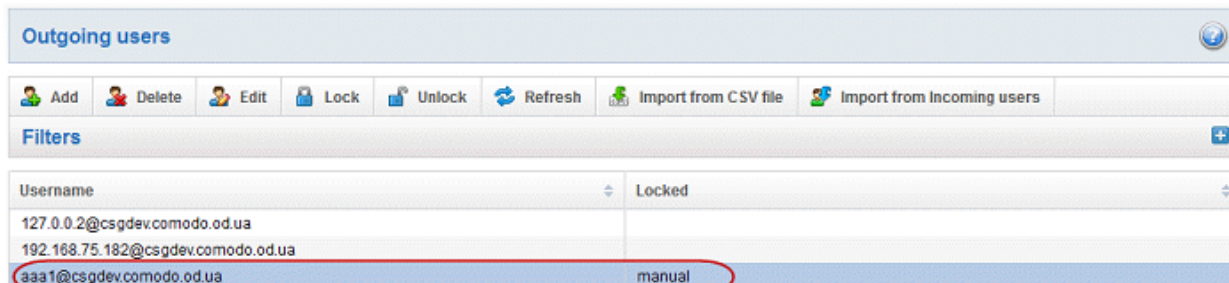 Outgoing users
Add Delete Edit Lock Unlock Refresh Import from CSV file Import from Incoming users
Filters
Username Locked
127.0.0.2@csgdev.comodo.od.ua
192.168.75.182@csgdev.comodo.od.ua
aaa1@csgdev.comodo.od.ua manual